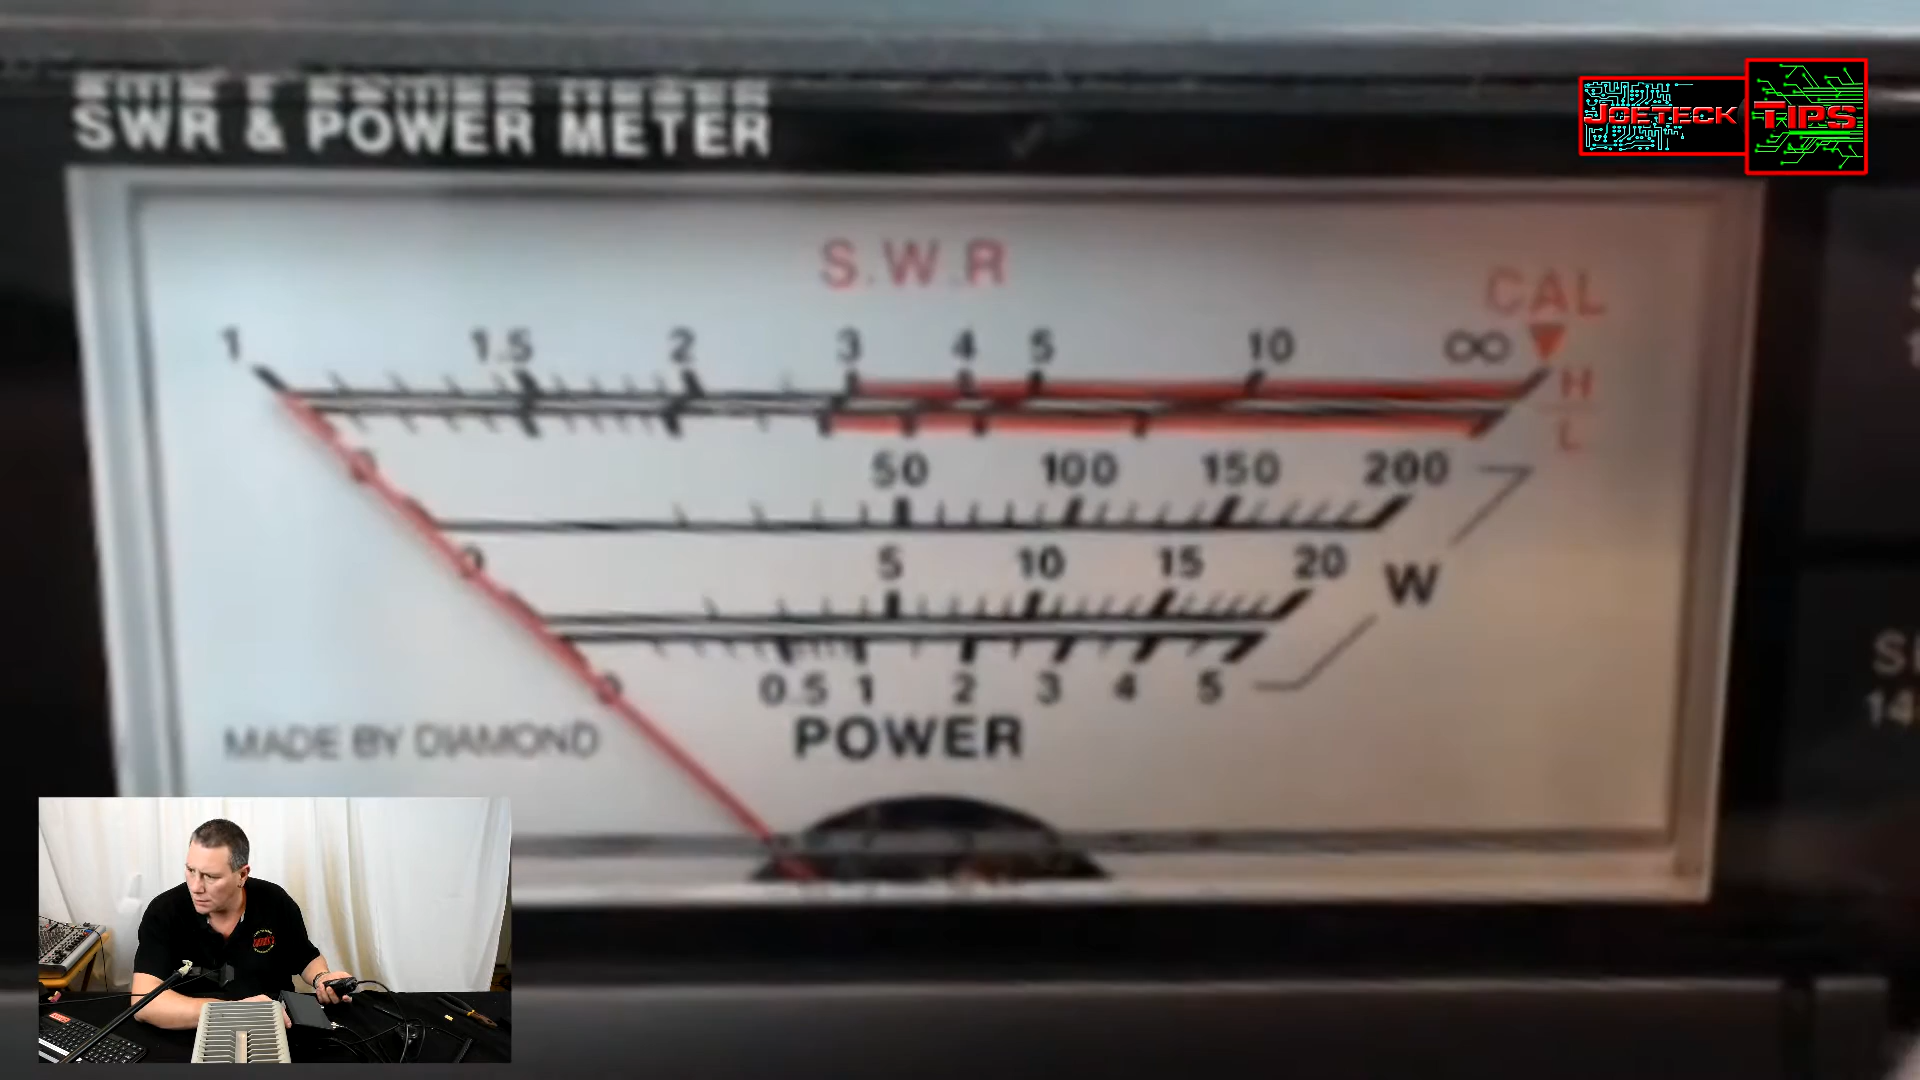 SWR & POWER METER
JOETECK TIPS
S.W.R
CAL
1 1.5 2 3 4 5 10 ∞
H
L
0 50 100 150 200
0 5 10 15 20
W
0 0.5 1 2 3 4 5
MADE BY DIAMOND
POWER